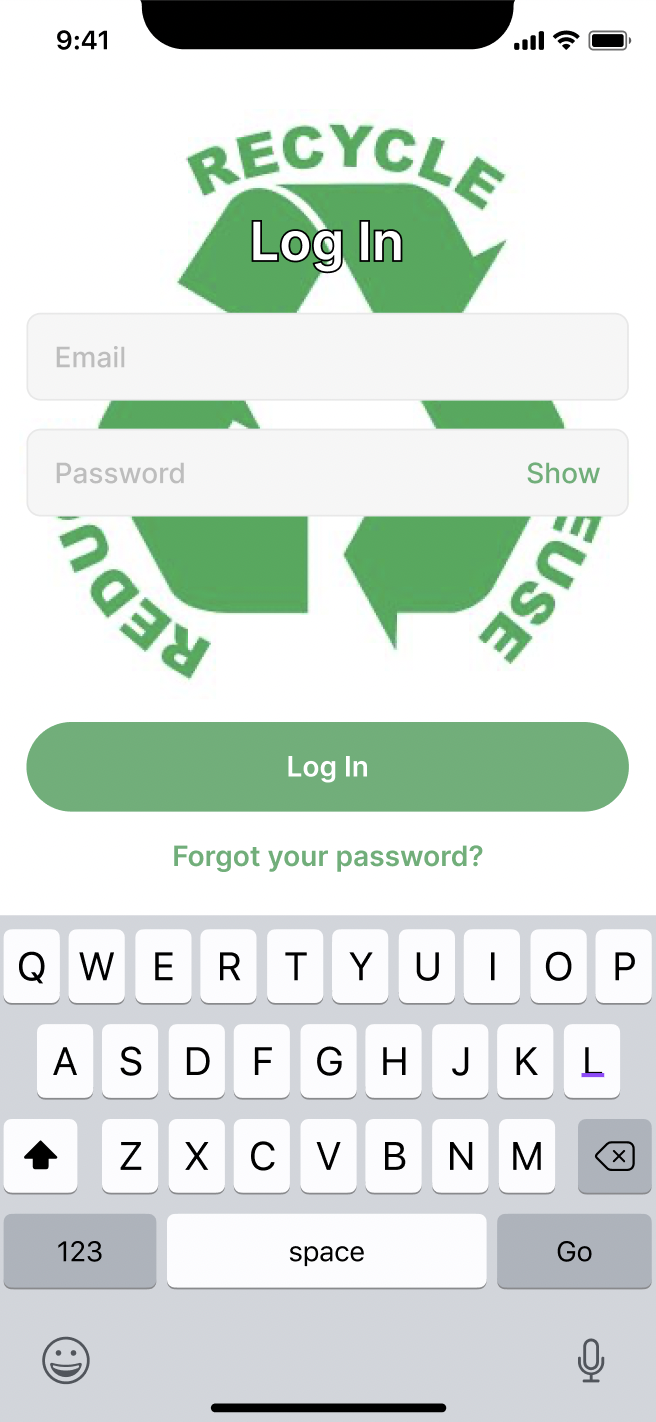 9:41
RECYCLE
Log In
Email
Password Show
REDU
EUSE
Log In
Forgot your password?
Q W E R T Y U I O P
A S D F G H J K L
Z X C V B N M
123 space Go